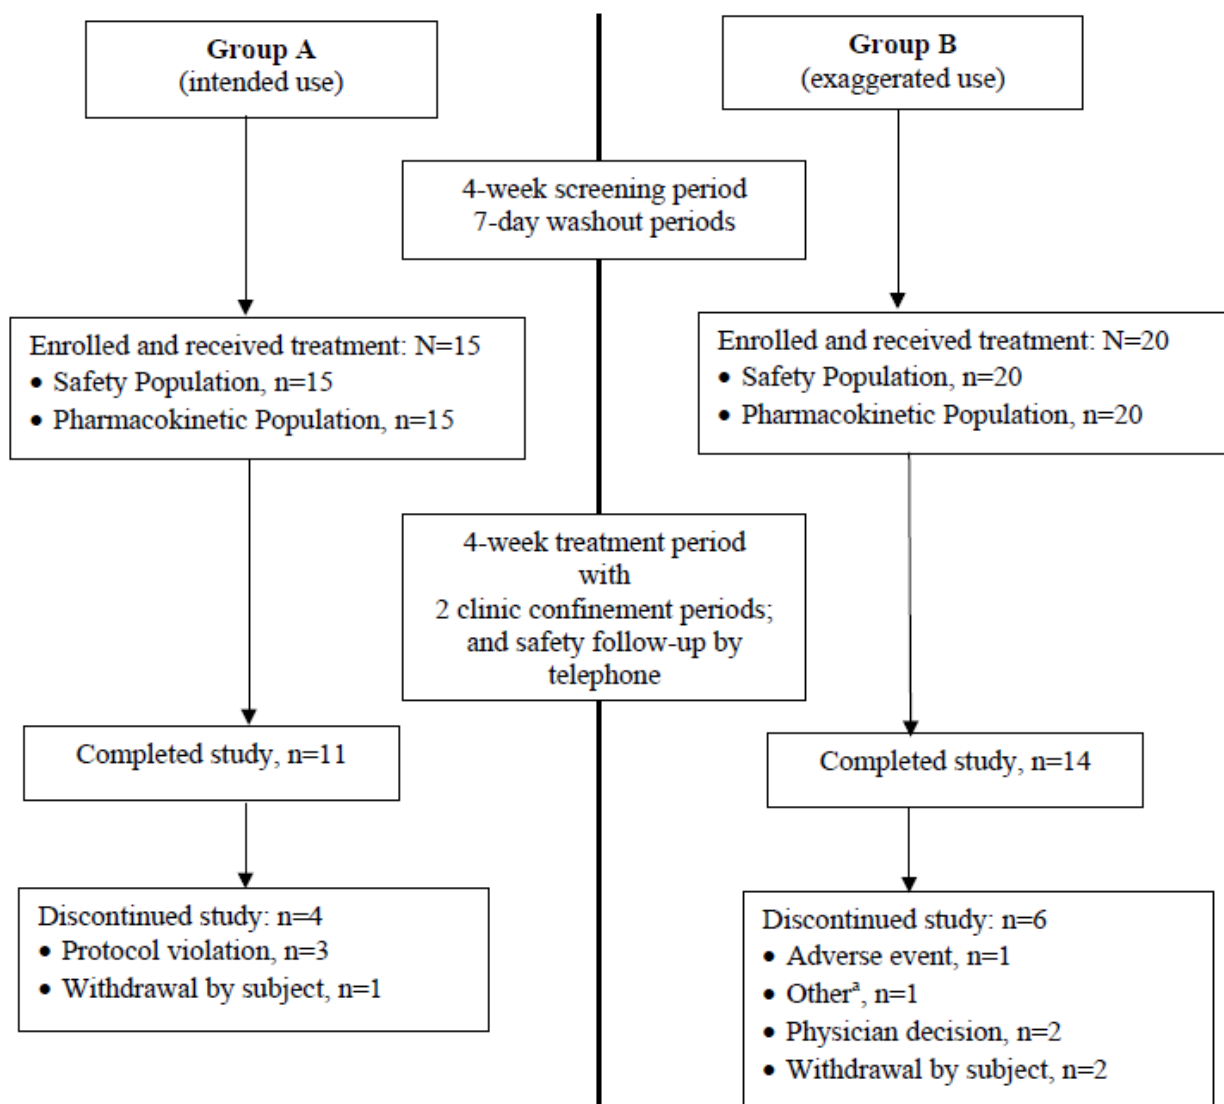 Group A
(intended use)
Group B
(exaggerated use)
4-week screening period
7-day washout periods
Enrolled and received treatment: N=15
• Safety Population, n=15
• Pharmacokinetic Population, n=15
Enrolled and received treatment: N=20
• Safety Population, n=20
• Pharmacokinetic Population, n=20
4-week treatment period
with
2 clinic confinement periods;
and safety follow-up by
telephone
Completed study, n=11
Completed study, n=14
Discontinued study: n=4
• Protocol violation, n=3
• Withdrawal by subject, n=1
Discontinued study: n=6
• Adverse event, n=1
• Otherᵃ, n=1
• Physician decision, n=2
• Withdrawal by subject, n=2